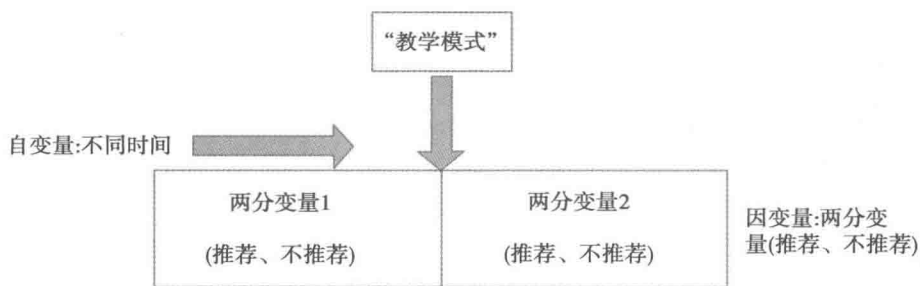 “教学模式”
自变量:不同时间
两分变量1
(推荐、不推荐)
两分变量2
(推荐、不推荐)
因变量:两分变
量(推荐、不推荐)